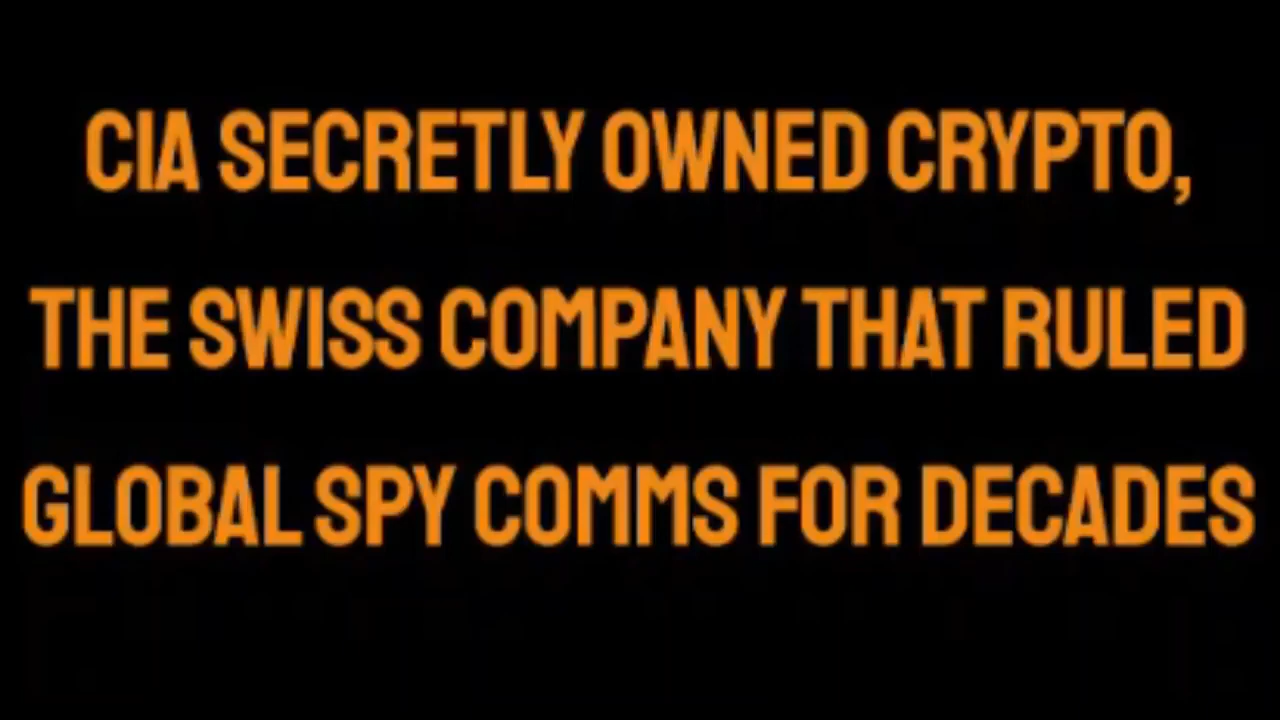 CIA SECRETLY OWNED CRYPTO,
THE SWISS COMPANY THAT RULED
GLOBAL SPY COMMS FOR DECADES